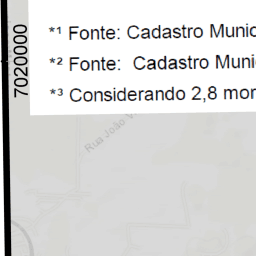 *¹ Fonte: Cadastro Munic
*² Fonte: Cadastro Muni
*³ Considerando 2,8 mor
7020000
Rua João